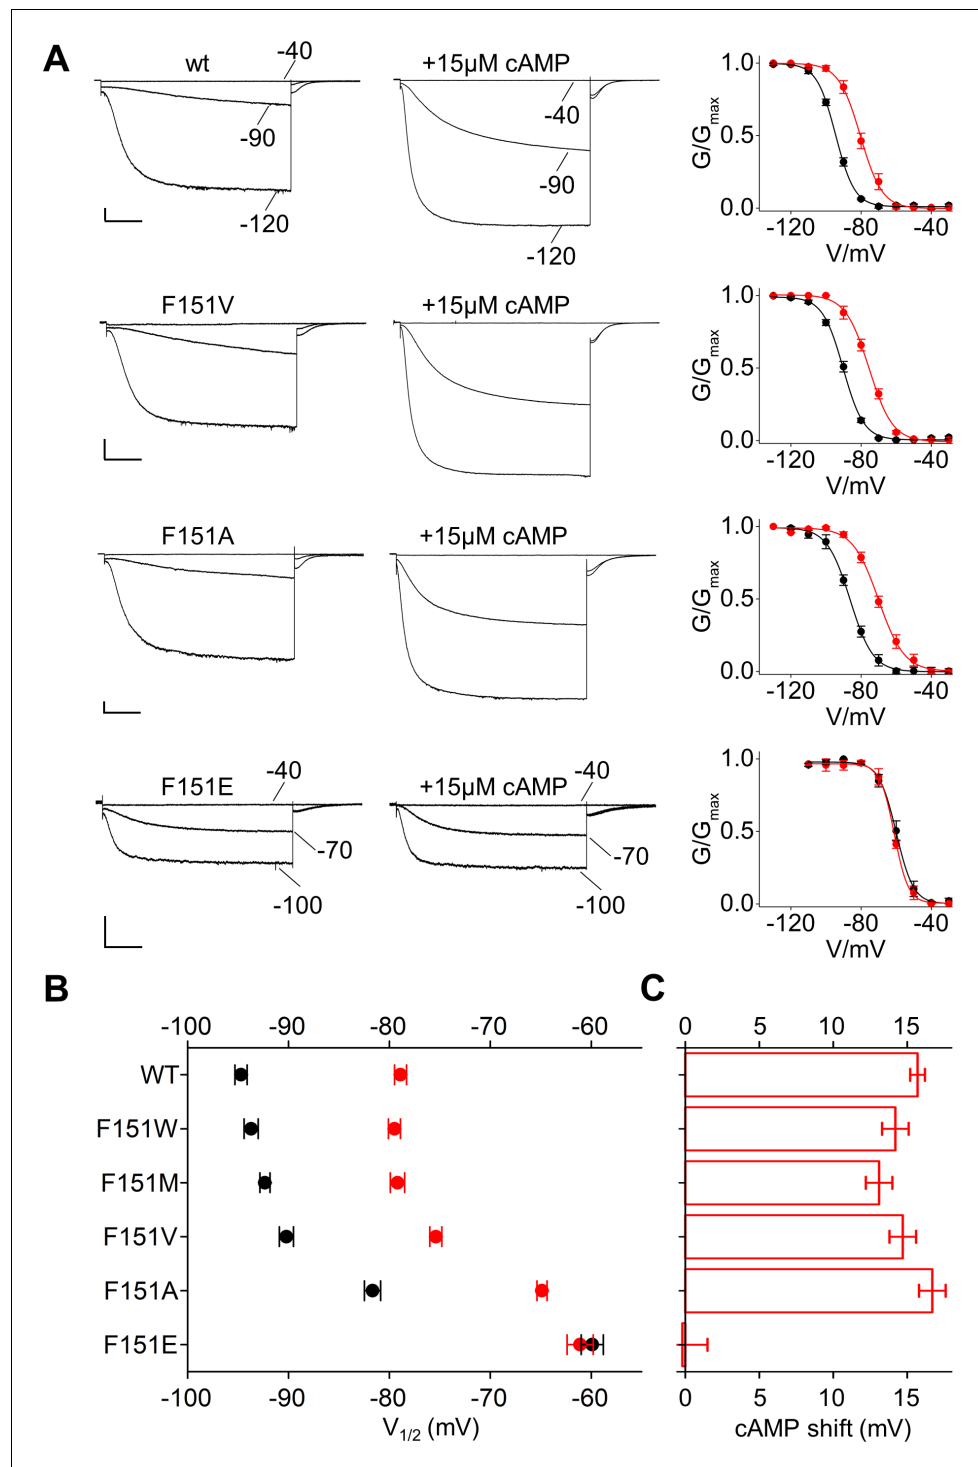 A
wt
-40
-90
-120
+15µM cAMP
-40
-90
-120
1.0
0.5
0.0
G/Gmax
-120 -80 -40
V/mV
F151V
+15µM cAMP
1.0
0.5
0.0
G/Gmax
-120 -80 -40
V/mV
F151A
+15µM cAMP
1.0
0.5
0.0
G/Gmax
-120 -80 -40
V/mV
F151E
-40
-70
-100
+15µM cAMP
-40
-70
-100
1.0
0.5
0.0
G/Gmax
-120 -80 -40
V/mV
B
-100 -90 -80 -70 -60
WT
F151W
F151M
F151V
F151A
F151E
-100 -90 -80 -70 -60
V1/2 (mV)
C
0 5 10 15
0 5 10 15
cAMP shift (mV)